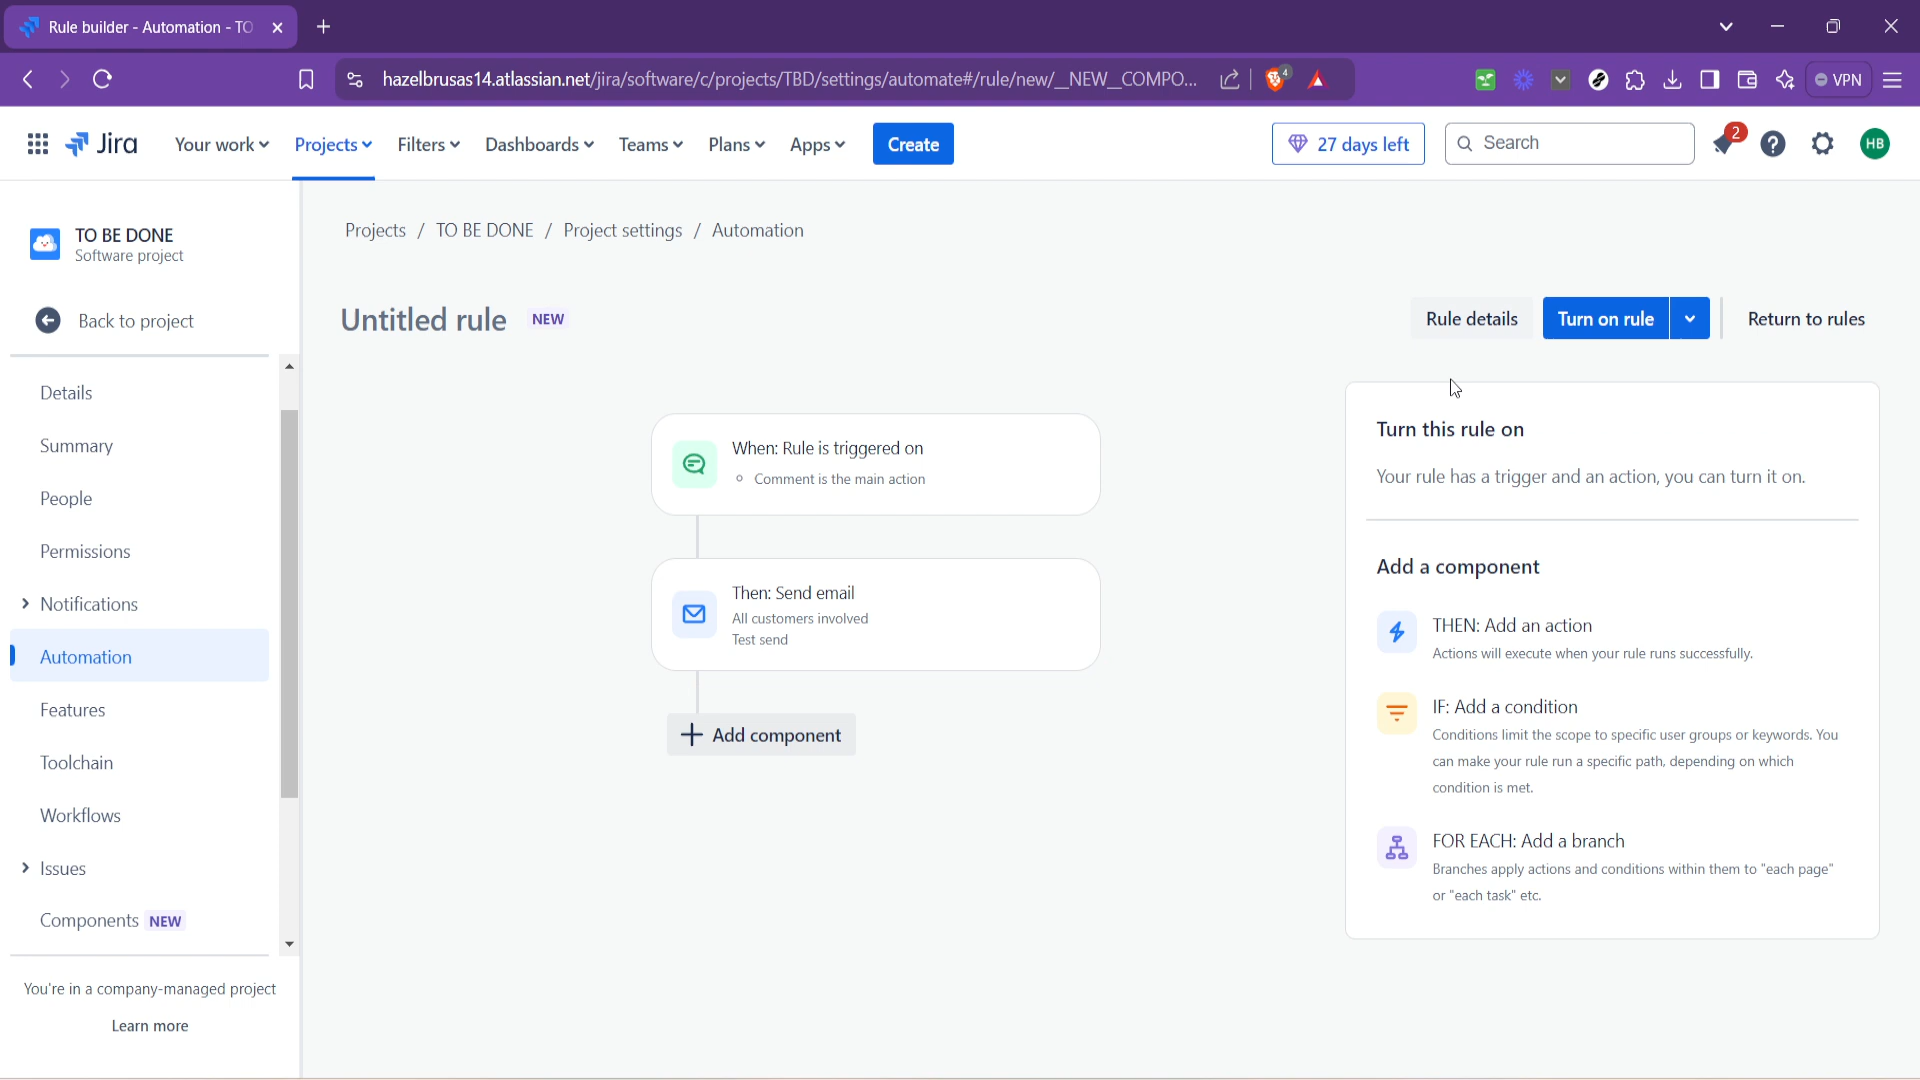 Rule builder - Automation - TO
hazelbrusas14.atlassian.net/jira/software/c/projects/TBD/settings/automate#/rule/new/__NEW__COMPO...
4
VPN
Jira
Your work
Projects
Filters
Dashboards
Teams
Plans
Apps
Create
27 days left
Search
2
HB
TO BE DONE
Software project
Back to project
Details
Summary
People
Permissions
Notifications
Automation
Features
Toolchain
Workflows
Issues
Components NEW
You're in a company-managed project
Learn more
Projects / TO BE DONE / Project settings / Automation
Untitled rule NEW
Rule details
Turn on rule
Return to rules
When: Rule is triggered on
Comment is the main action
Then: Send email
All customers involved
Test send
Add component
Turn this rule on
Your rule has a trigger and an action, you can turn it on.
Add a component
THEN: Add an action
Actions will execute when your rule runs successfully.
IF: Add a condition
Conditions limit the scope to specific user groups or keywords. You
can make your rule run a specific path, depending on which
condition is met.
FOR EACH: Add a branch
Branches apply actions and conditions within them to "each page"
or "each task" etc.